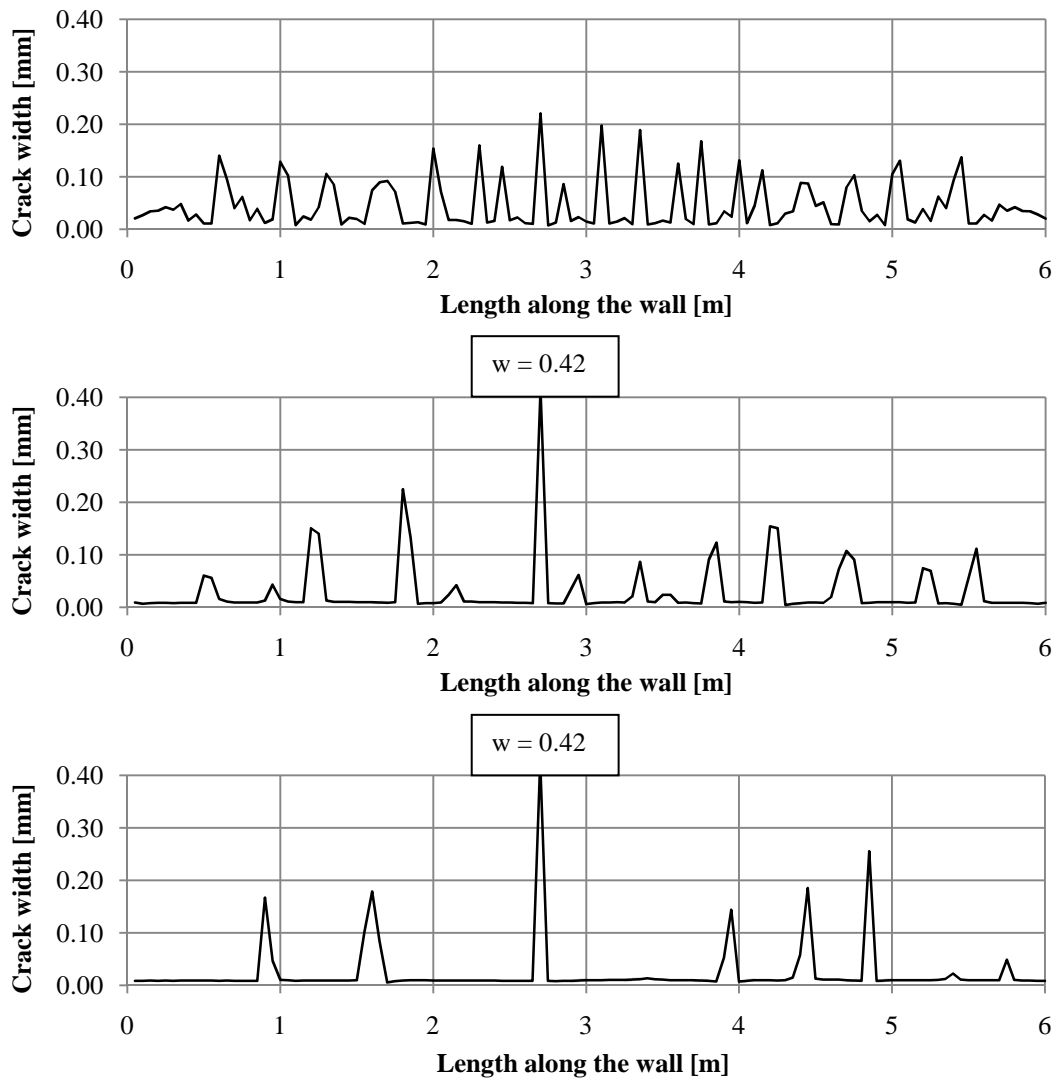 0.40
0.30
0.20
0.10
0.00
Crack width [mm]
0 1 2 3 4 5 6
Length along the wall [m]
w = 0.42
0.40
0.30
0.20
0.10
0.00
Crack width [mm]
0 1 2 3 4 5 6
Length along the wall [m]
w = 0.42
0.40
0.30
0.20
0.10
0.00
Crack width [mm]
0 1 2 3 4 5 6
Length along the wall [m]